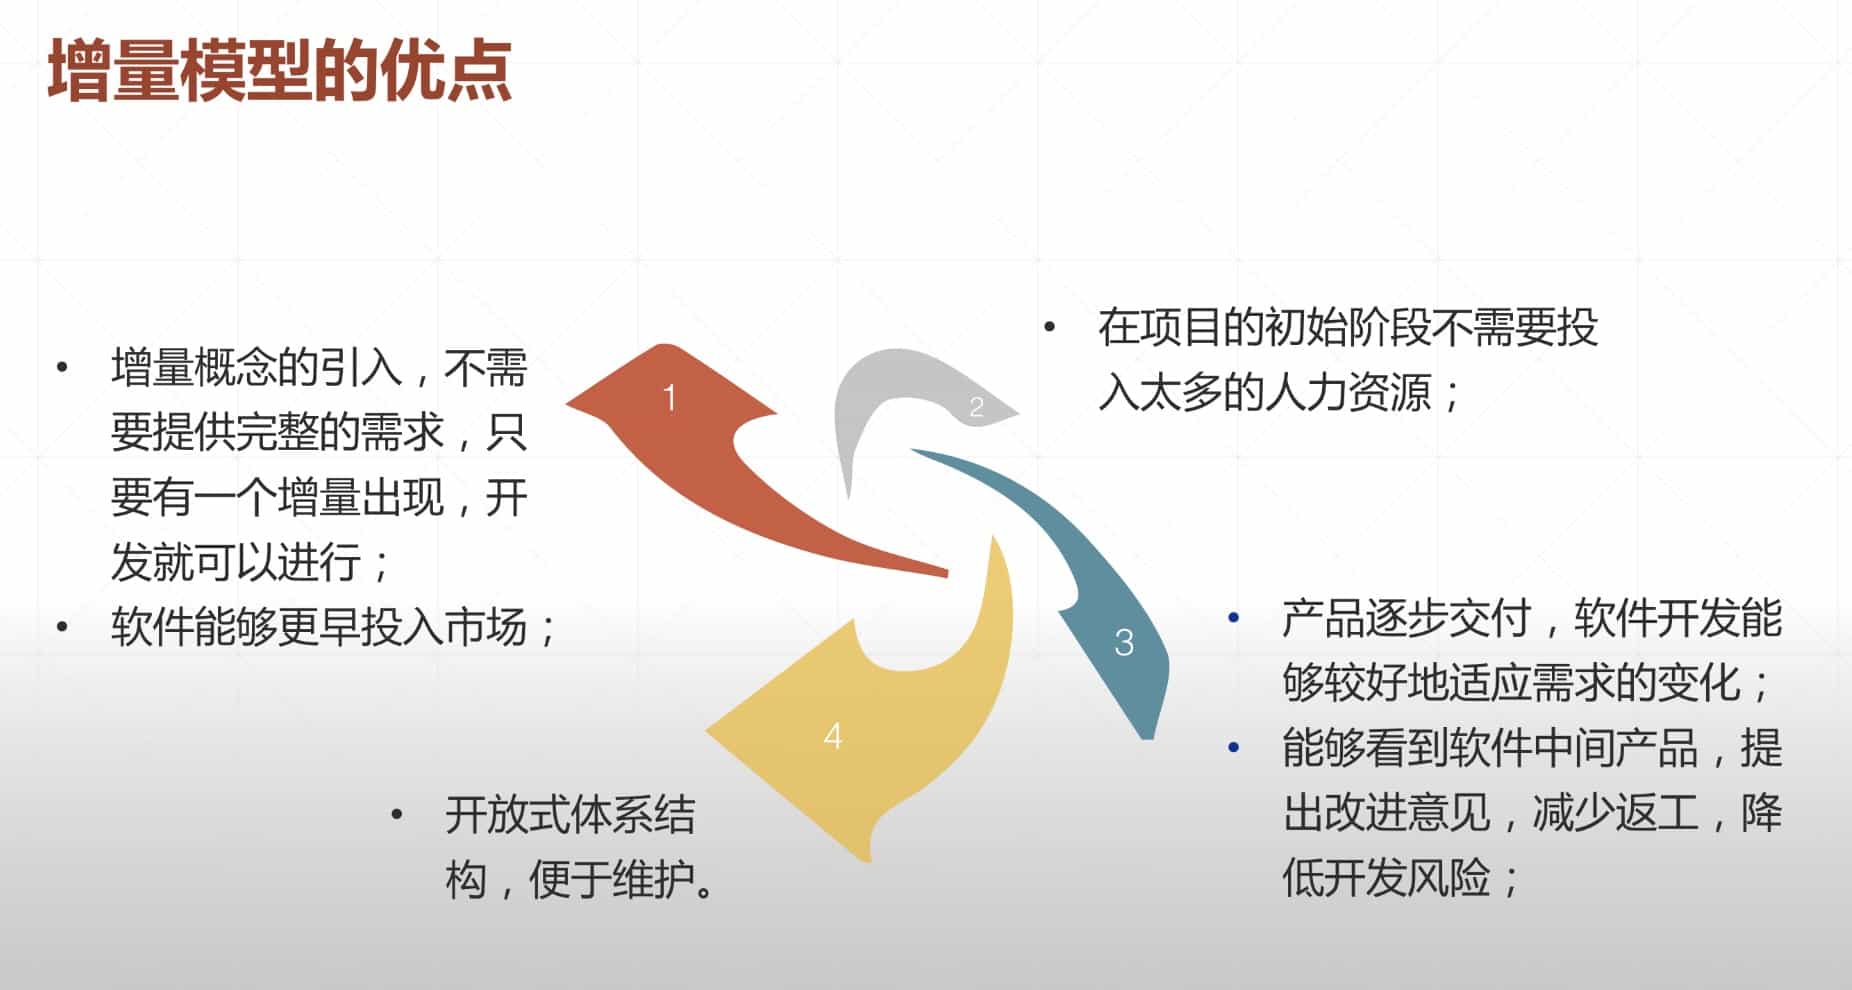 增量模型的优点
• 增量概念的引入，不需
要提供完整的需求，只
要有一个增量出现，开
发就可以进行；
• 软件能够更早投入市场；
1
2
• 在项目的初始阶段不需要投
入太多的人力资源；
3
• 产品逐步交付，软件开发能
够较好地适应需求的变化；
• 能够看到软件中间产品，提
出改进意见，减少返工，降
低开发风险；
4
• 开放式体系结
构，便于维护。